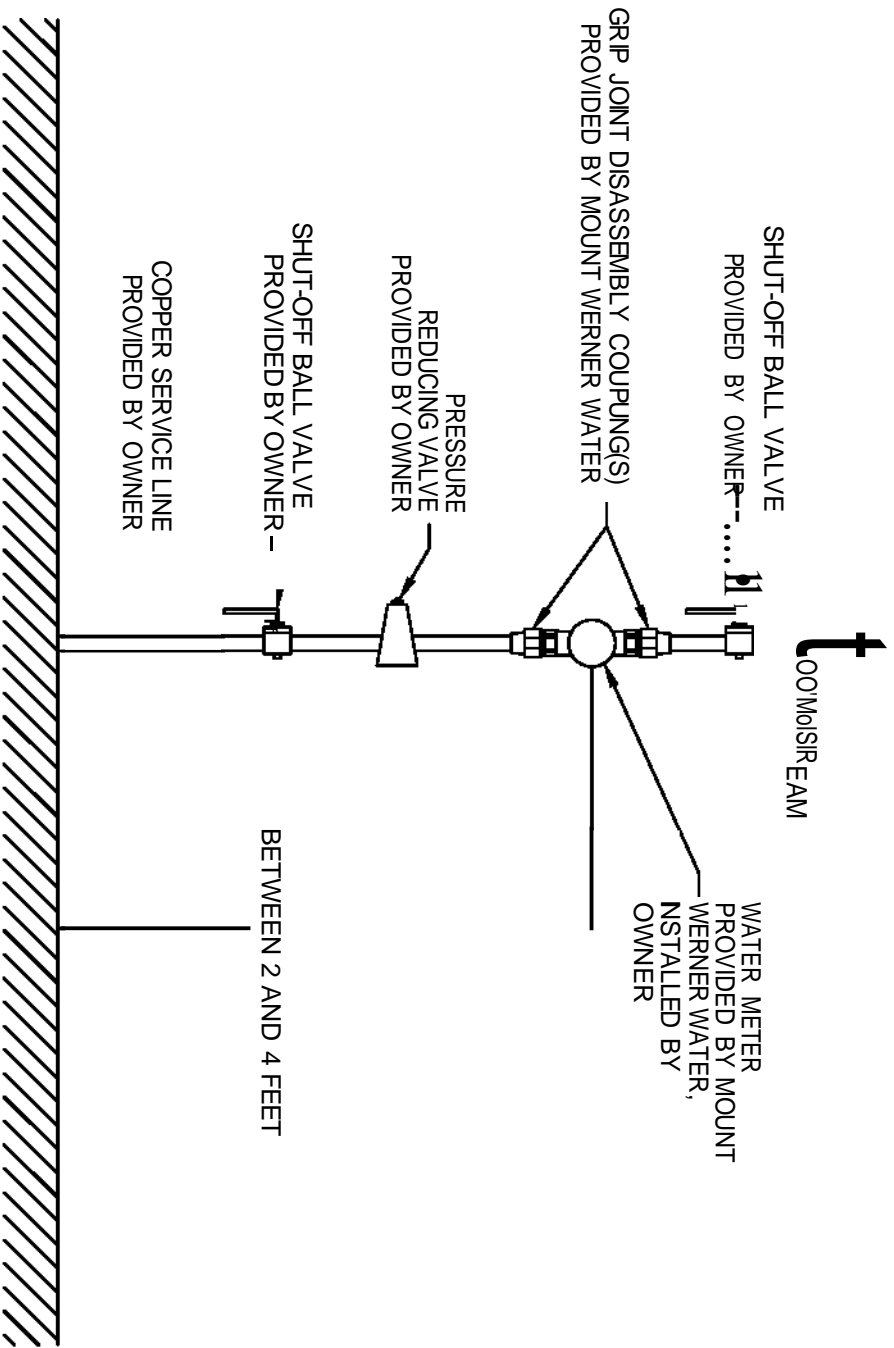 SHUT-OFF BALL VALVE
PROVIDED BY OWNER
WATER METER
PROVIDED BY MOUNT
WERNER WATER,
NSTALLED BY
OWNER
GRIP JOINT DISASSEMBLY COUPUNG(S)
PROVIDED BY MOUNT WERNER WATER
PRESSURE
REDUCING VALVE
PROVIDED BY OWNER
SHUT-OFF BALL VALVE
PROVIDED BY OWNER
BETWEEN 2 AND 4 FEET
COPPER SERVICE LINE
PROVIDED BY OWNER